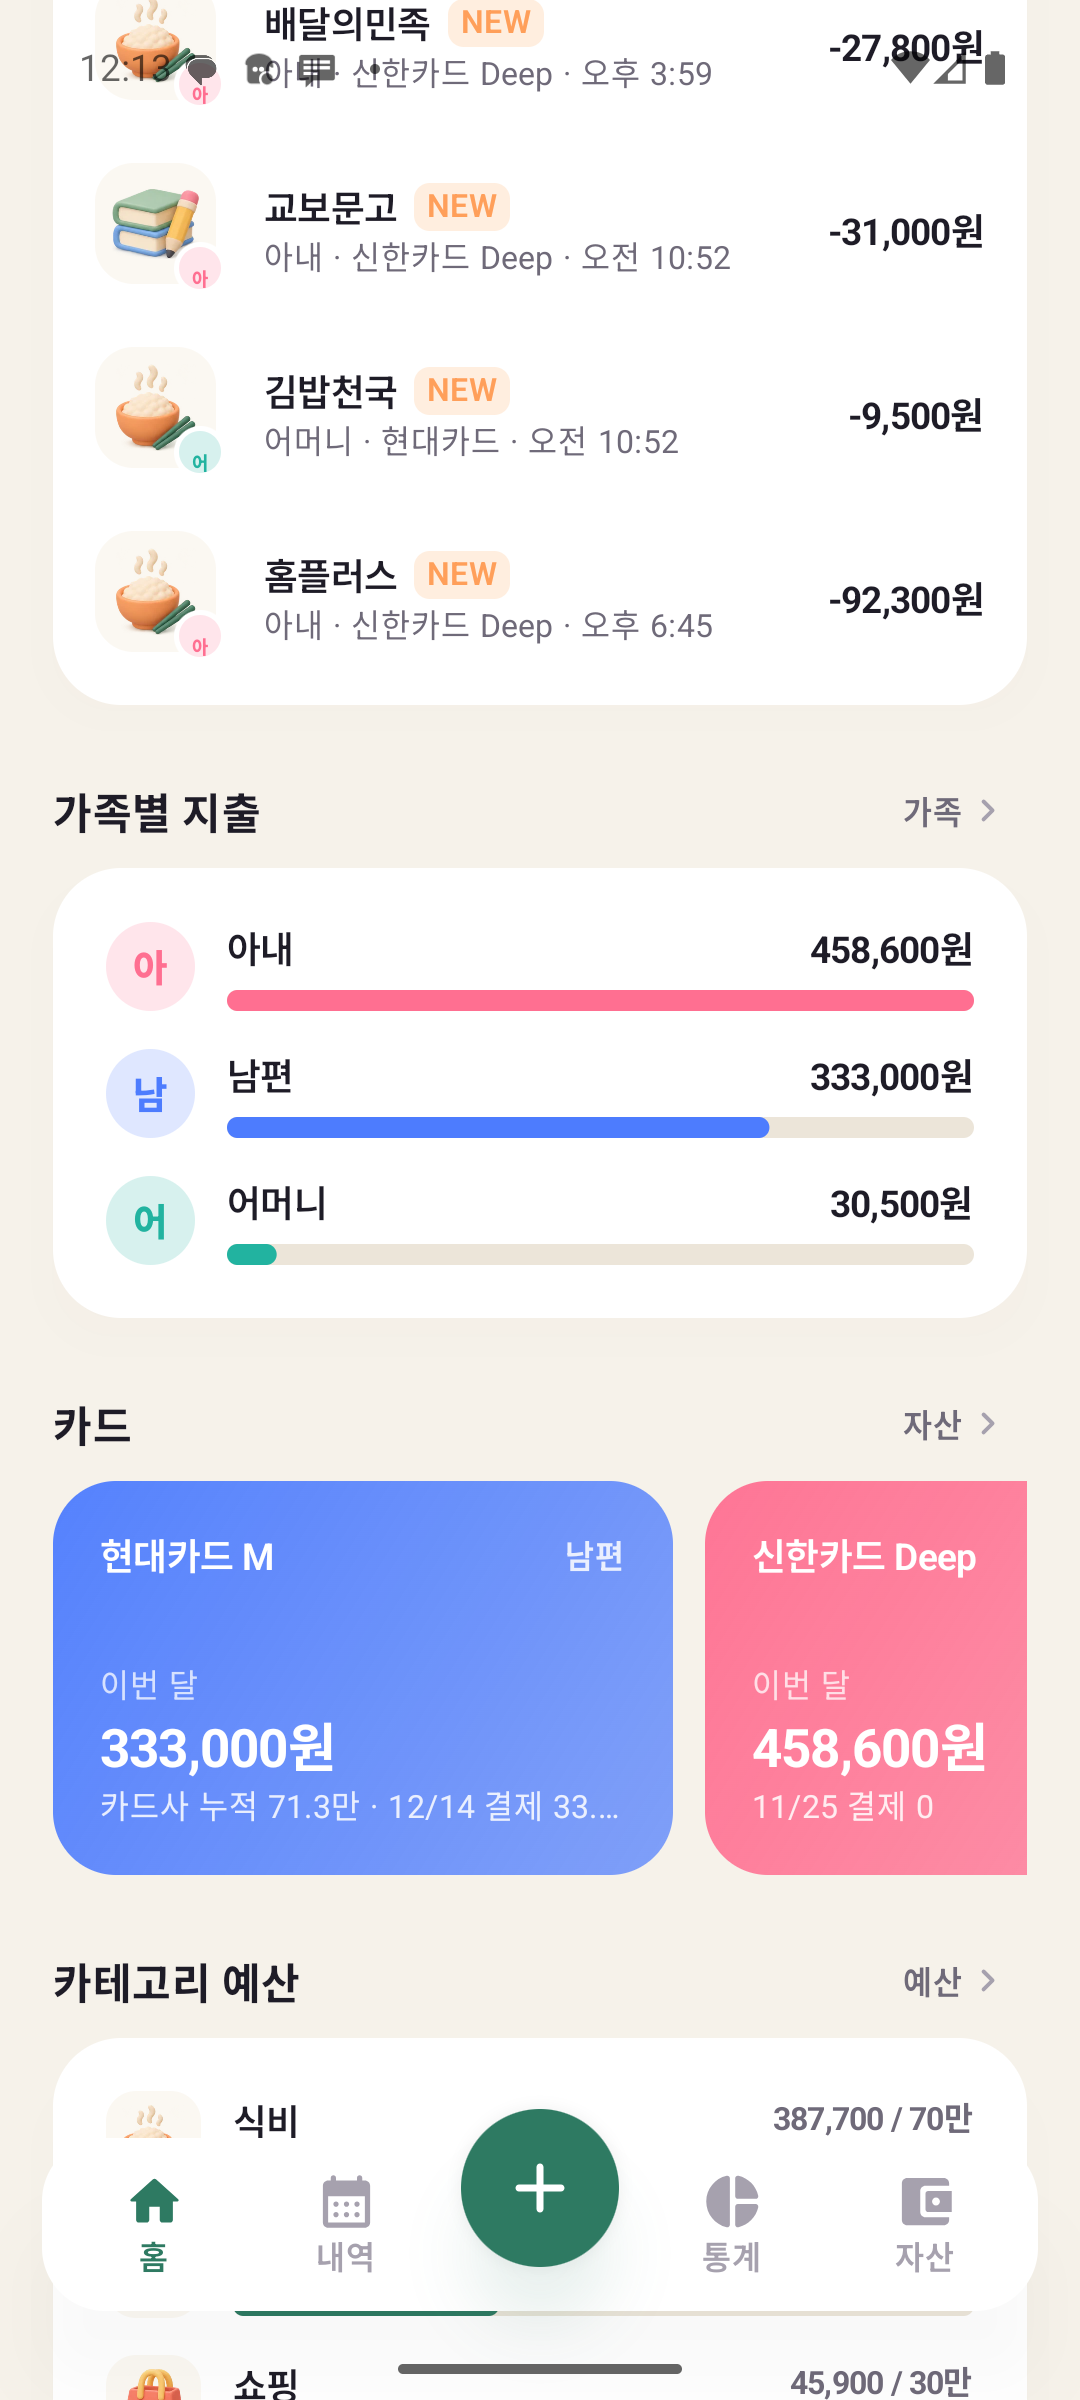 배달의민족 NEW
-27,800원
12:13
아내 · 신한카드 Deep · 오후 3:59
아
교보문고 NEW
-31,000원
아내 · 신한카드 Deep · 오전 10:52
아
김밥천국 NEW
-9,500원
어머니 · 현대카드 · 오전 10:52
어
홈플러스 NEW
-92,300원
아내 · 신한카드 Deep · 오후 6:45
아
가족별 지출
가족
아
아내
458,600원
남
남편
333,000원
어
어머니
30,500원
카드
자산
현대카드 M
남편
이번 달
333,000원
카드사 누적 71.3만 · 12/14 결제 33....
신한카드 Deep
이번 달
458,600원
11/25 결제 0
카테고리 예산
예산
식비
387,700 / 70만
홈
내역
통계
자산
쇼핑
45,900 / 30만